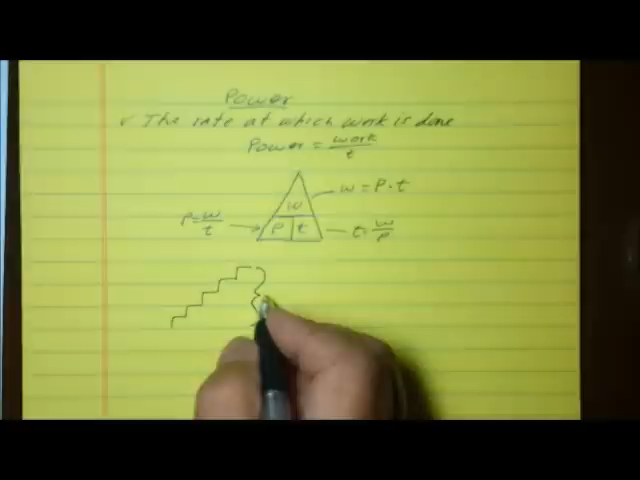 Power
✓ The rate at which work is done
Power = work/t
w = P · t
w
P = w/t
P t
t = w/P